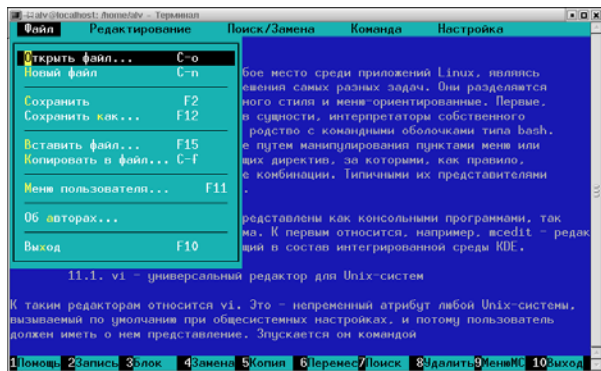 alv@localhost: /home/alv - Терминал
Файл Редактирование Поиск/Замена Команда Настройка
Открыть файл... C-o
Новый файл C-n
Сохранить F2
Сохранить как... F12
Вставить файл... F15
Копировать в файл... C-f
Меню пользователя... F11
Об авторах...
Выход F10
бое место среди приложений Linux, являясь
ешения самых разных задач. Они разделяются
ного стиля и меню-ориентированные. Первые,
в сущности, интерпретаторы собственного
родство с командными оболочками типа bash.
е путем манипулирования пунктами меню или
щих директив, за которыми, как правило,
е комбинации. Типичными их представителями
.
редставлены как консольными программами, так
ма. К первым относится, например, mcedit - редак
щий в состав интегрированной среды KDE.
11.1. vi - универсальный редактор для Unix-систем
К таким редакторам относится vi. Это - непременный атрибут любой Unix-системы,
вызываемый по умолчанию при общесистемных настройках, и потому пользователь
должен иметь о нем представление. Зпускается он командой
1Помощь 2Запись 3Блок 4Замена 5Копия 6Перемес 7Поиск 8Удалить 9МенюMC 10Выход